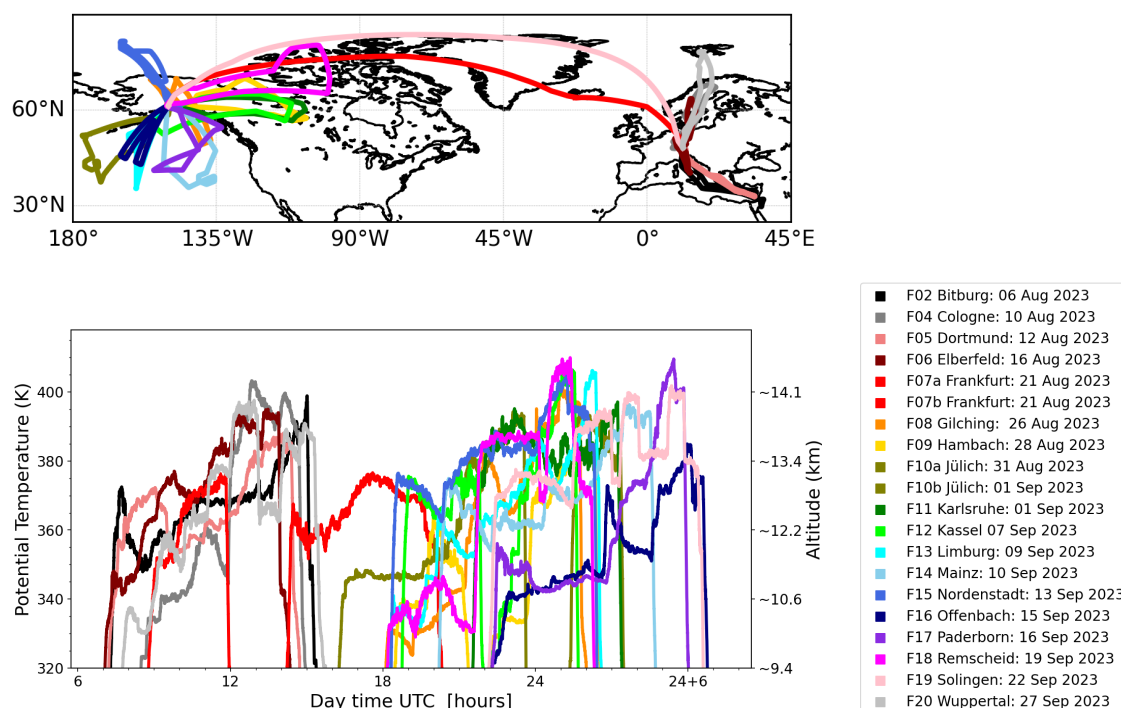 60°N
30°N
180°
135°W
90°W
45°W
0°
45°E
Potential Temperature (K)
400
380
360
340
320
6
12
18
24
24+6
Day time UTC [hours]
~14.1
~13.4
~12.2
~10.6
~9.4
Altitude (km)
F02 Bitburg: 06 Aug 2023
F04 Cologne: 10 Aug 2023
F05 Dortmund: 12 Aug 2023
F06 Elberfeld: 16 Aug 2023
F07a Frankfurt: 21 Aug 2023
F07b Frankfurt: 21 Aug 2023
F08 Gilching: 26 Aug 2023
F09 Hambach: 28 Aug 2023
F10a Jülich: 31 Aug 2023
F10b Jülich: 01 Sep 2023
F11 Karlsruhe: 01 Sep 2023
F12 Kassel 07 Sep 2023
F13 Limburg: 09 Sep 2023
F14 Mainz: 10 Sep 2023
F15 Nordenstadt: 13 Sep 2023
F16 Offenbach: 15 Sep 2023
F17 Paderborn: 16 Sep 2023
F18 Remscheid: 19 Sep 2023
F19 Solingen: 22 Sep 2023
F20 Wuppertal: 27 Sep 2023